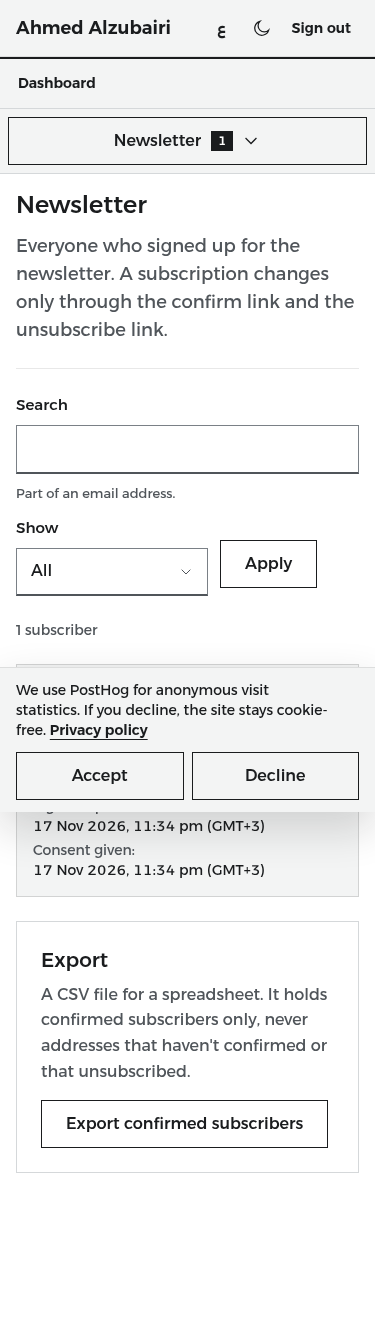 Ahmed Alzubairi
ع
Sign out
Dashboard
Newsletter 1
Newsletter
Everyone who signed up for the
newsletter. A subscription changes
only through the confirm link and the
unsubscribe link.
Search
Part of an email address.
Show
All
Apply
1 subscriber
We use PostHog for anonymous visit
statistics. If you decline, the site stays cookie-
free. Privacy policy
Accept
Decline
17 Nov 2026, 11:34 pm (GMT+3)
Consent given:
17 Nov 2026, 11:34 pm (GMT+3)
Export
A CSV file for a spreadsheet. It holds
confirmed subscribers only, never
addresses that haven't confirmed or
that unsubscribed.
Export confirmed subscribers